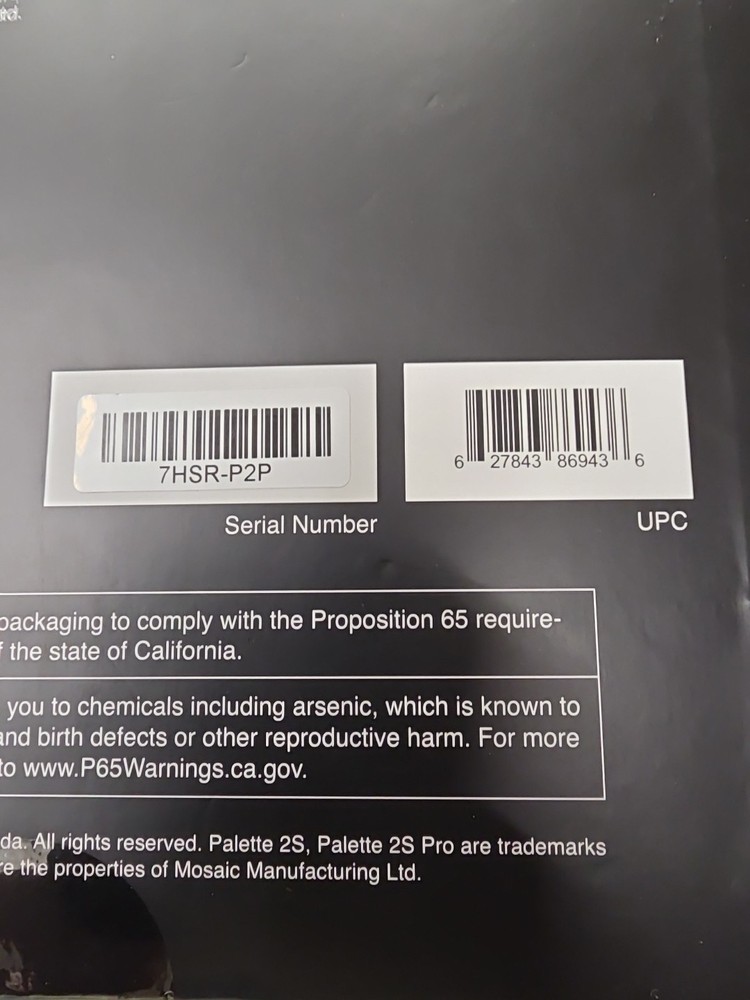 7HSR-P2P
6 27843 86943 6
Serial Number
UPC
packaging to comply with the Proposition 65 require-
the state of California.
you to chemicals including arsenic, which is known to
and birth defects or other reproductive harm. For more
to www.P65Warnings.ca.gov.
da. All rights reserved. Palette 2S, Palette 2S Pro are trademarks
the properties of Mosaic Manufacturing Ltd.